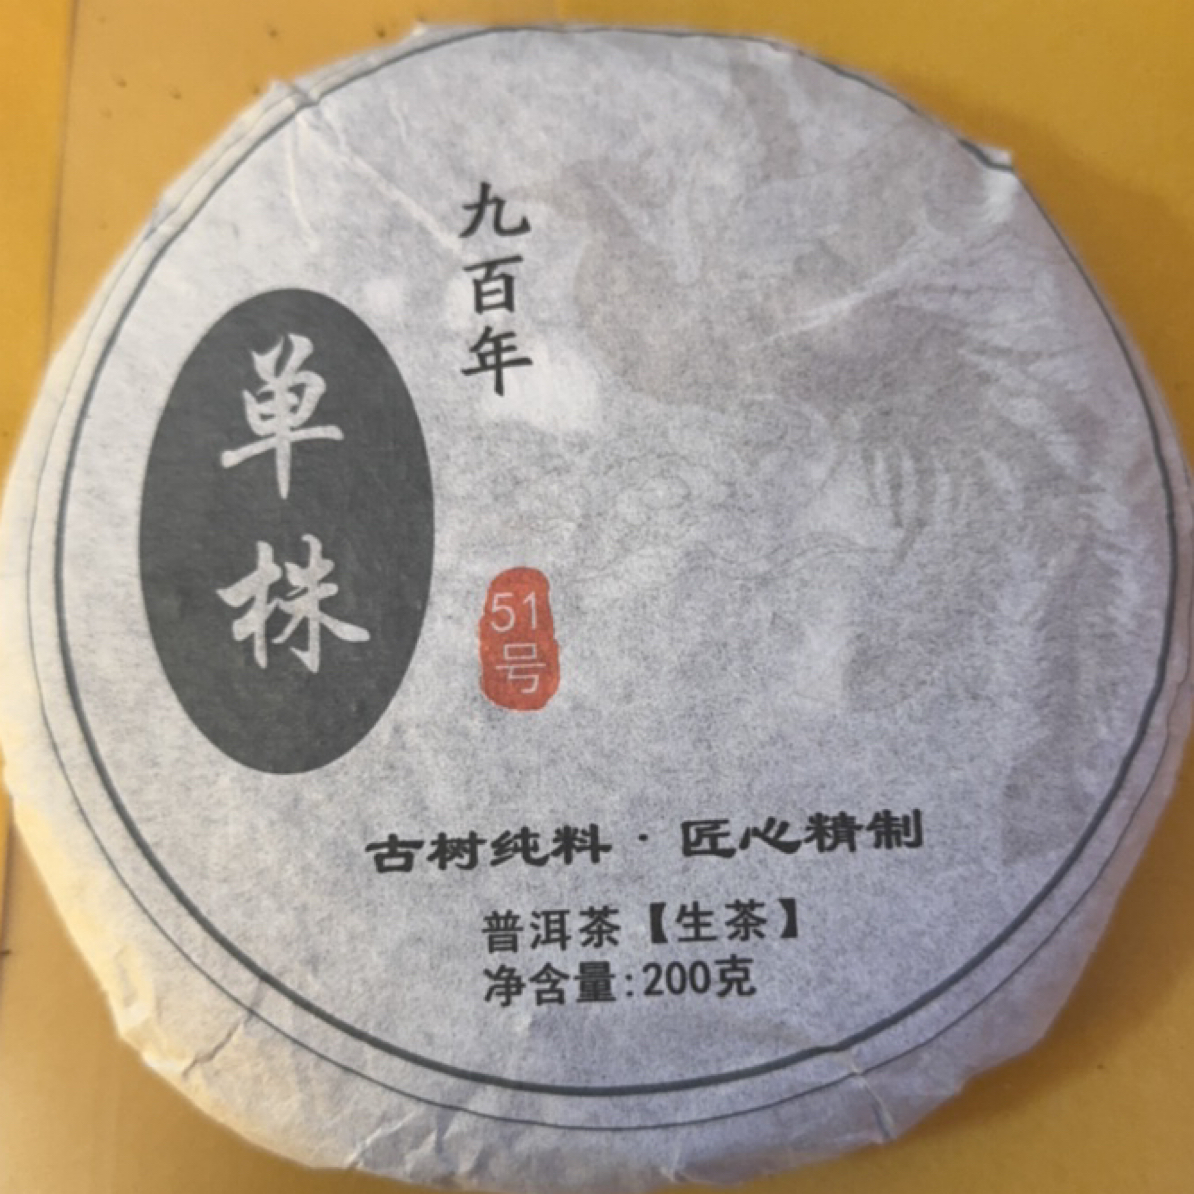 九百年
单株
51
号
古树纯料·匠心精制
普洱茶【生茶】
净含量:200克